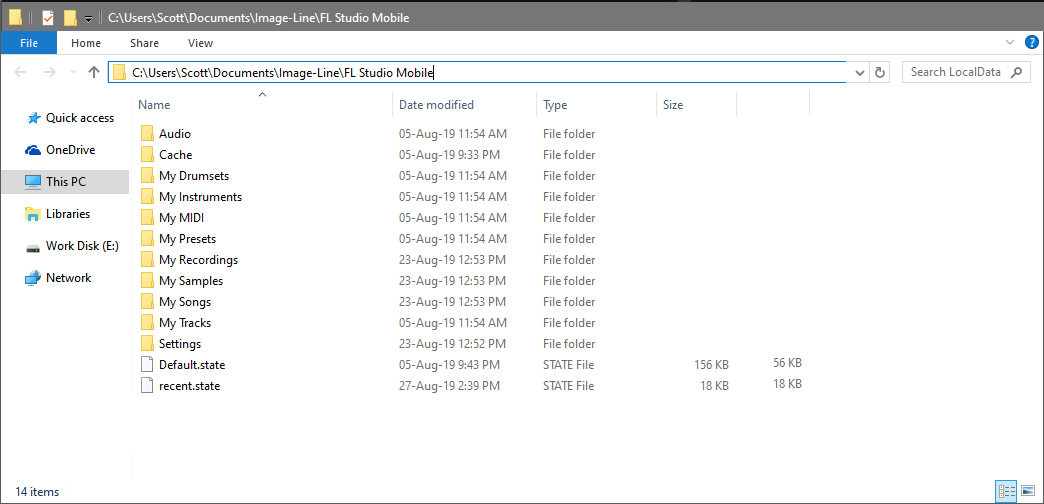 C:\Users\Scott\Documents\Image-Line\FL Studio Mobile
File Home Share View
C:\Users\Scott\Documents\Image-Line\FL Studio Mobile Search LocalData
Name Date modified Type Size
Quick access
OneDrive
This PC
Libraries
Work Disk (E:)
Network
Audio 05-Aug-19 11:54 AM File folder
Cache 05-Aug-19 9:33 PM File folder
My Drumsets 05-Aug-19 11:54 AM File folder
My Instruments 05-Aug-19 11:54 AM File folder
My MIDI 05-Aug-19 11:54 AM File folder
My Presets 05-Aug-19 11:54 AM File folder
My Recordings 23-Aug-19 12:53 PM File folder
My Samples 23-Aug-19 12:53 PM File folder
My Songs 23-Aug-19 12:53 PM File folder
My Tracks 05-Aug-19 11:54 AM File folder
Settings 23-Aug-19 12:52 PM File folder
Default.state 05-Aug-19 9:43 PM STATE File 156 KB 56 KB
recent.state 27-Aug-19 2:39 PM STATE File 18 KB 18 KB
14 items